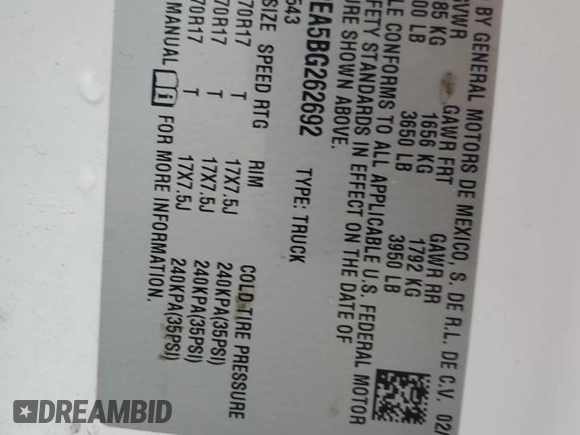 BY GENERAL MOTORS DE MEXICO, S. DE R.L. DE C.V. 02/
GVWR GAWR FRT GAWR RR
85 KG 1656 KG 1792 KG
00 LB 3650 LB 3950 LB
LE CONFORMS TO ALL APPLICABLE U.S. FEDERAL MOTOR
FETY STANDARDS IN EFFECT ON THE DATE OF
URE SHOWN ABOVE.
EA5BG262692 TYPE: TRUCK
543
SIZE SPEED RTG RIM COLD TIRE PRESSURE
70R17 T 17X7.5J 240KPA(35PSI)
70R17 T 17X7.5J 240KPA(35PSI)
70R17 T 17X7.5J 240KPA(35PSI)
MANUAL FOR MORE INFORMATION.
DREAMBID